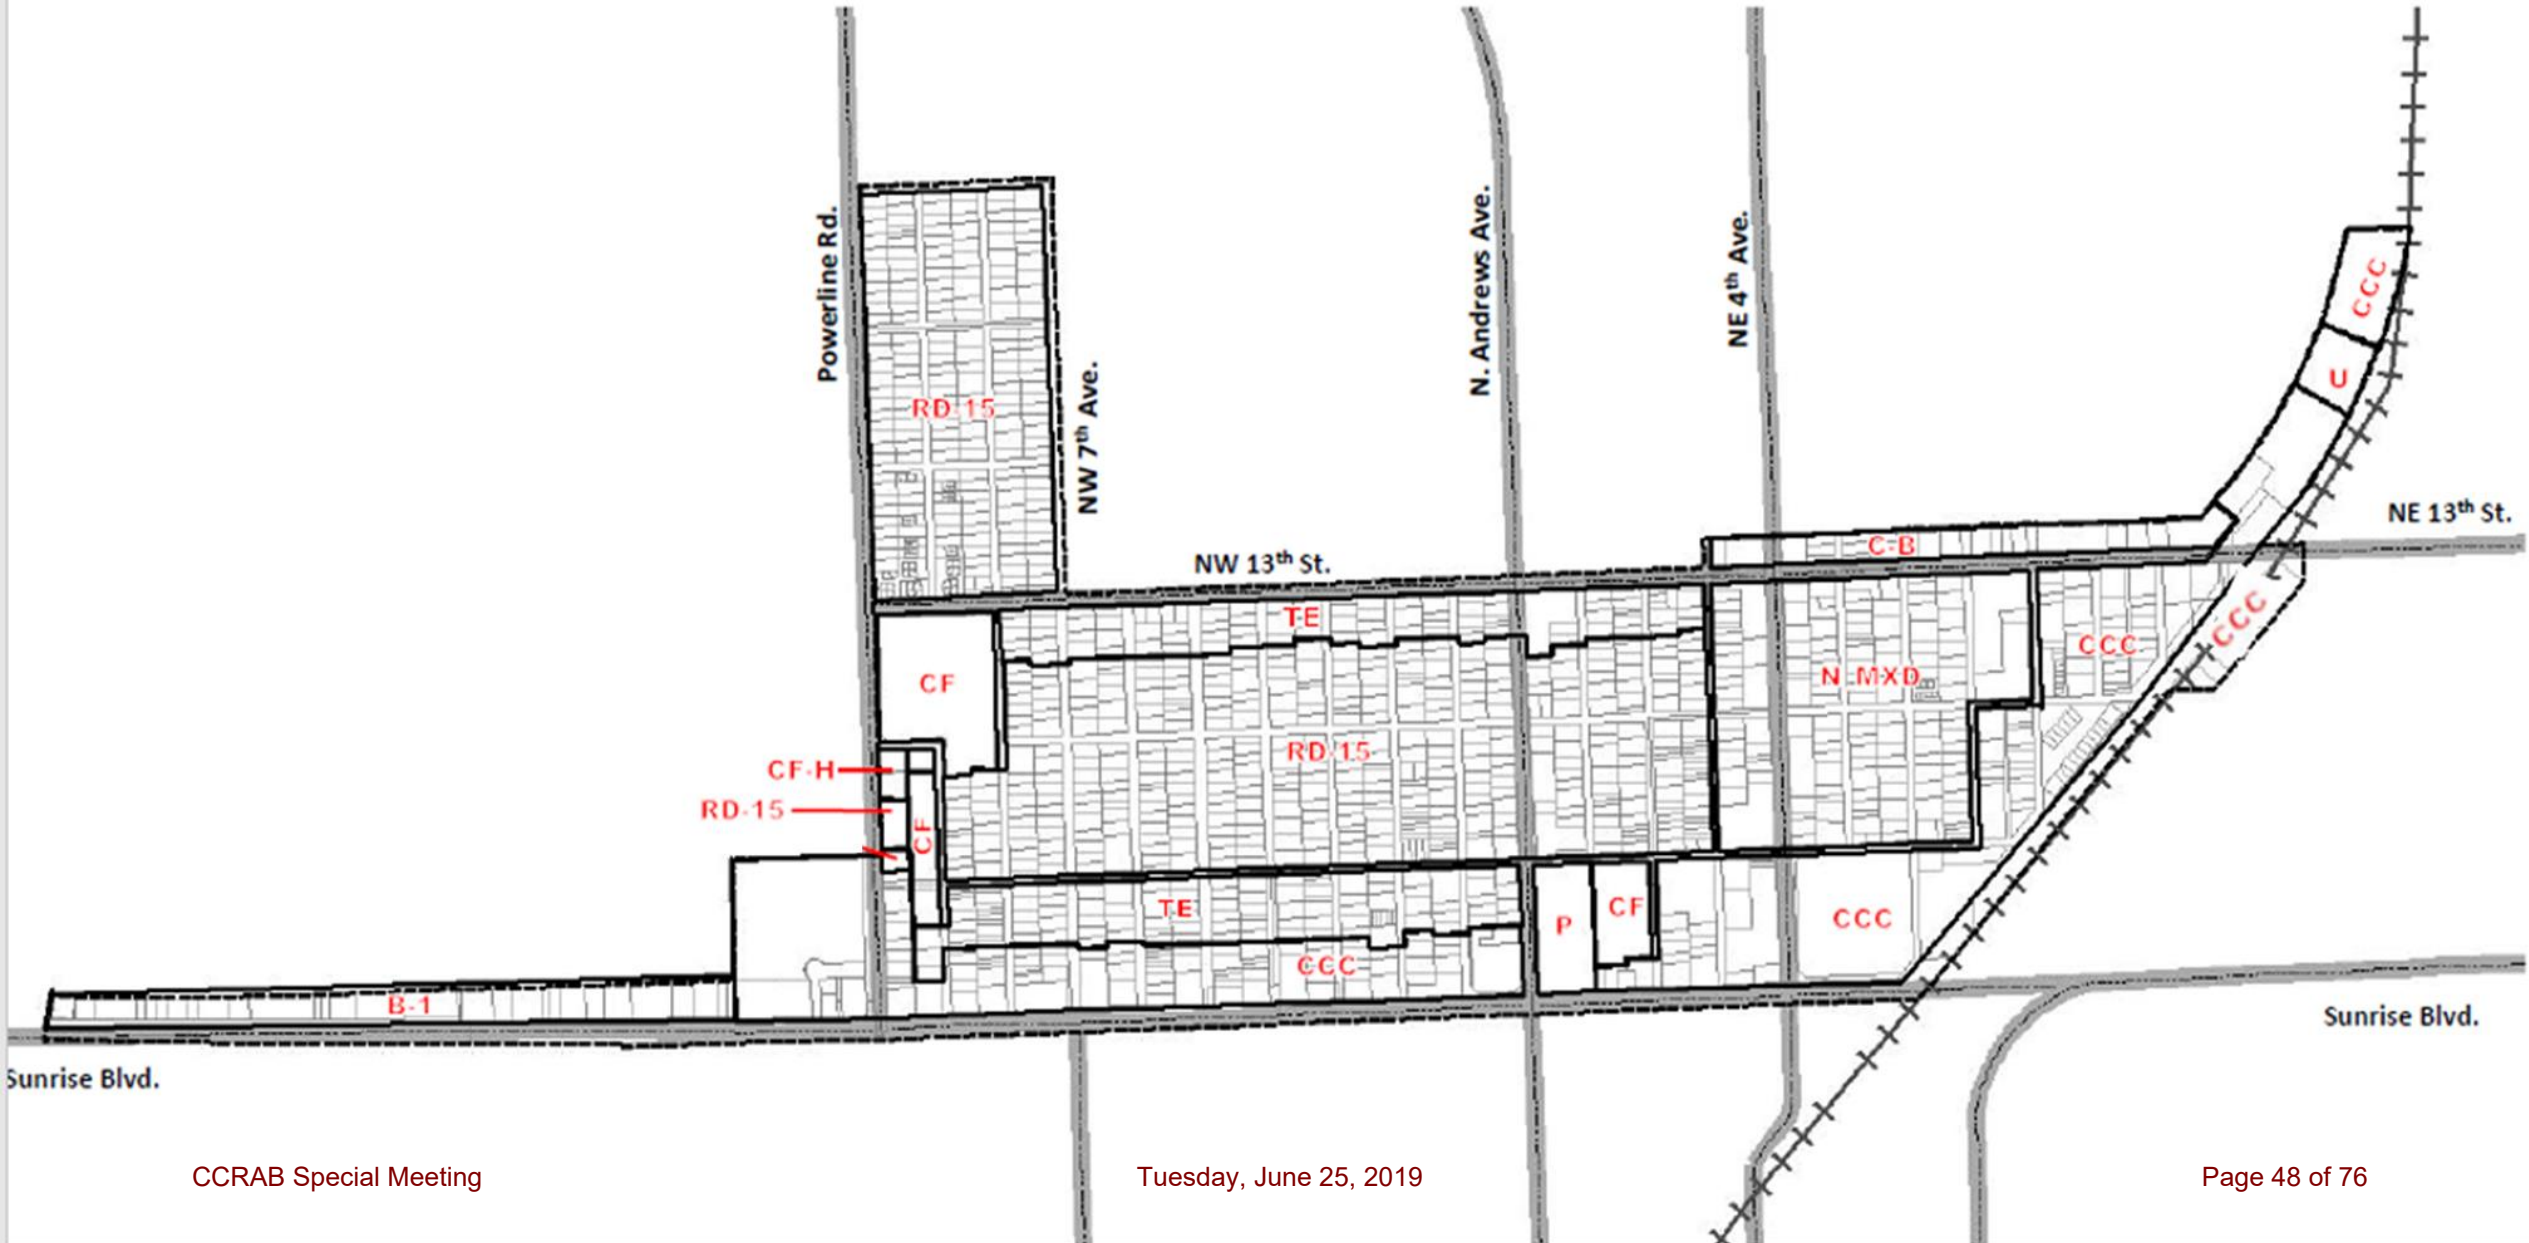 Powerline Rd.
N. Andrews Ave.
NE 4th Ave.
CCC
U
RD-15
NW 7th Ave.
NE 13th St.
NW 13th St.
C-B
TE
CCC
CCC
CF
N-MXD
RD-15
CF-H
RD-15
CF
TE
P
CF
CCC
CCC
B-1
Sunrise Blvd.
Sunrise Blvd.
CCRAB Special Meeting
Tuesday, June 25, 2019
Page 48 of 76